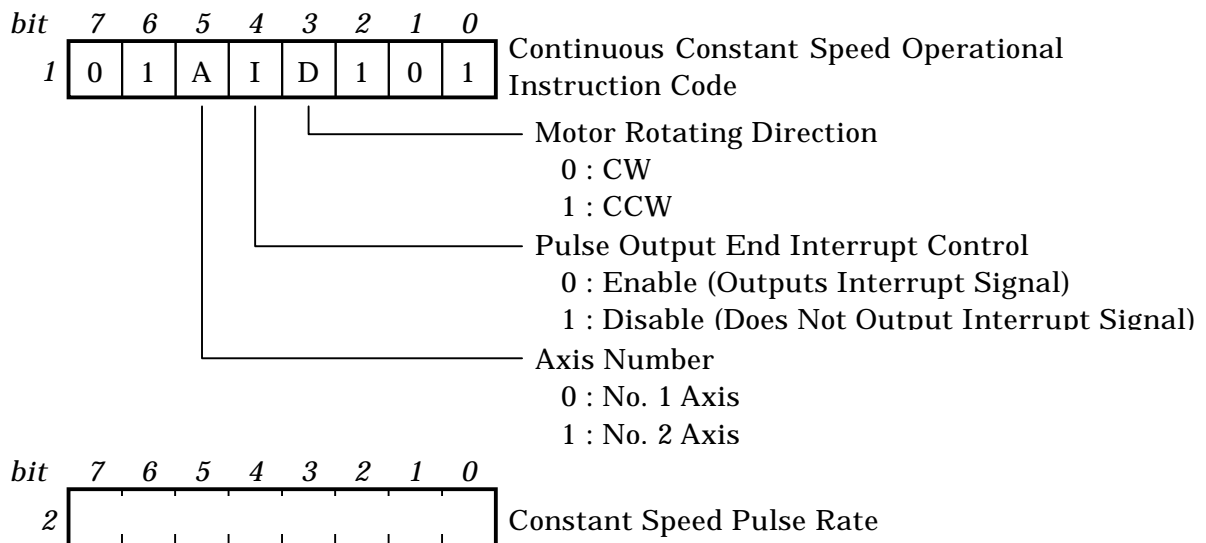 bit 7 6 5 4 3 2 1 0
1 0 1 A I D 1 0 1 Continuous Constant Speed Operational
Instruction Code
Motor Rotating Direction
0 : CW
1 : CCW
Pulse Output End Interrupt Control
0 : Enable (Outputs Interrupt Signal)
1 : Disable (Does Not Output Interrupt Signal)
Axis Number
0 : No. 1 Axis
1 : No. 2 Axis
bit 7 6 5 4 3 2 1 0
2 Constant Speed Pulse Rate